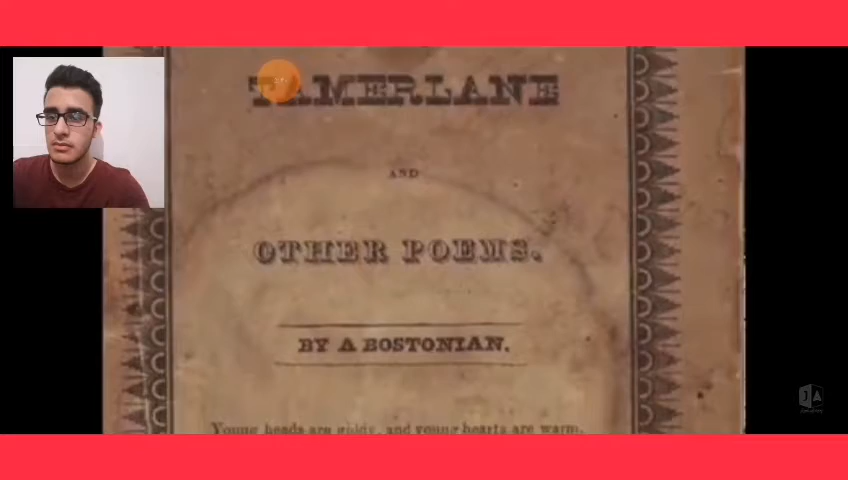 TAMERLANE
AND
OTHER POEMS.
BY A BOSTONIAN.
Young heads are giddy, and young hearts are warm,